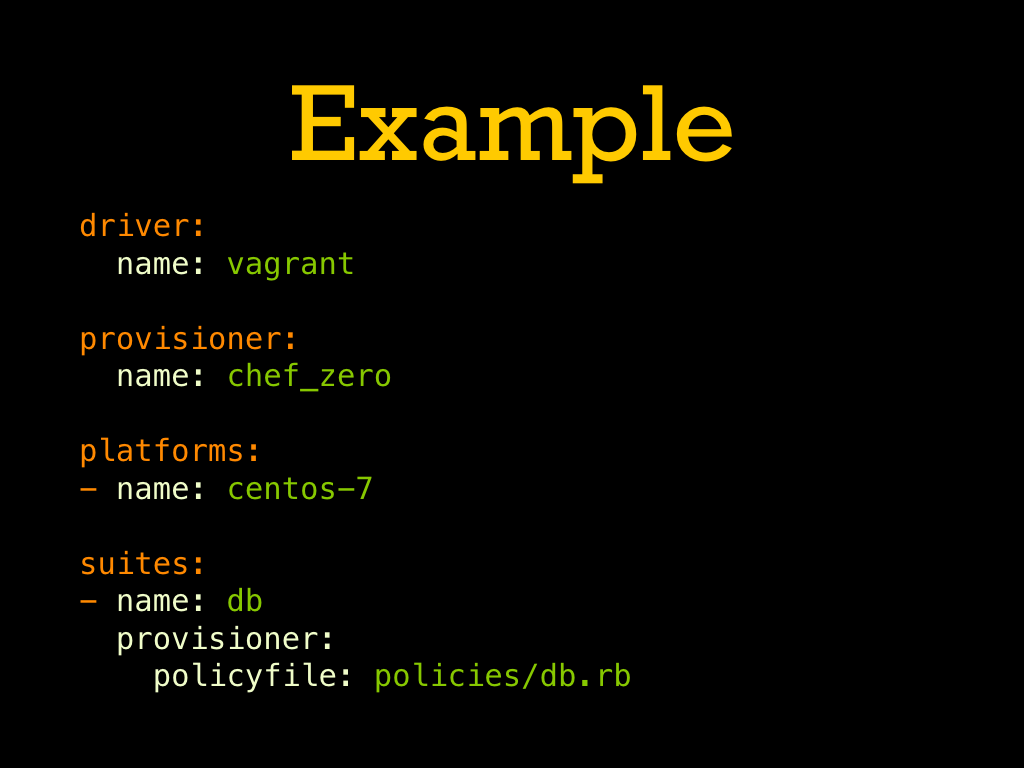 Example
driver:
  name: vagrant
provisioner:
  name: chef_zero
platforms:
- name: centos-7
suites:
- name: db
  provisioner:
    policyfile: policies/db.rb